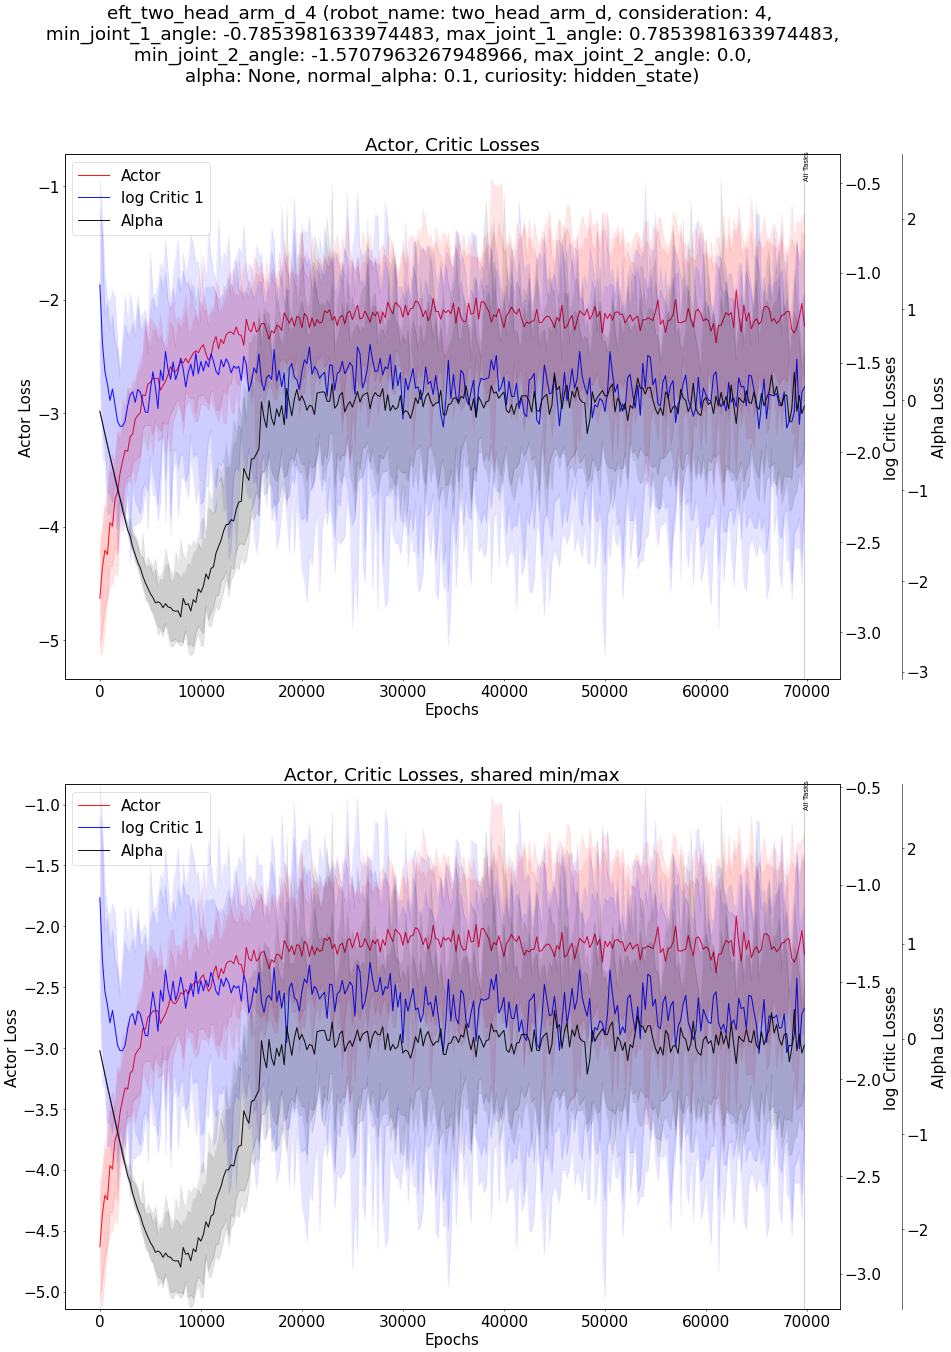 eft_two_head_arm_d_4 (robot_name: two_head_arm_d, consideration: 4,
min_joint_1_angle: -0.7853981633974483, max_joint_1_angle: 0.7853981633974483,
min_joint_2_angle: -1.5707963267948966, max_joint_2_angle: 0.0,
alpha: None, normal_alpha: 0.1, curiosity: hidden_state)
Actor, Critic Losses
Actor
log Critic 1
Alpha
All Tasks
−1
−2
−3
−4
−5
Actor Loss
−0.5
−1.0
−1.5
−2.0
−2.5
−3.0
log Critic Losses
2
1
0
−1
−2
−3
Alpha Loss
0 10000 20000 30000 40000 50000 60000 70000
Epochs
Actor, Critic Losses, shared min/max
Actor
log Critic 1
Alpha
All Tasks
−1.0
−1.5
−2.0
−2.5
−3.0
−3.5
−4.0
−4.5
−5.0
Actor Loss
−0.5
−1.0
−1.5
−2.0
−2.5
−3.0
log Critic Losses
2
1
0
−1
−2
Alpha Loss
0 10000 20000 30000 40000 50000 60000 70000
Epochs